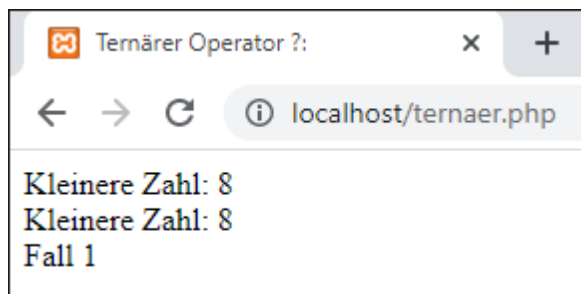 Ternärer Operator ?:
localhost/ternaer.php
Kleinere Zahl: 8
Kleinere Zahl: 8
Fall 1